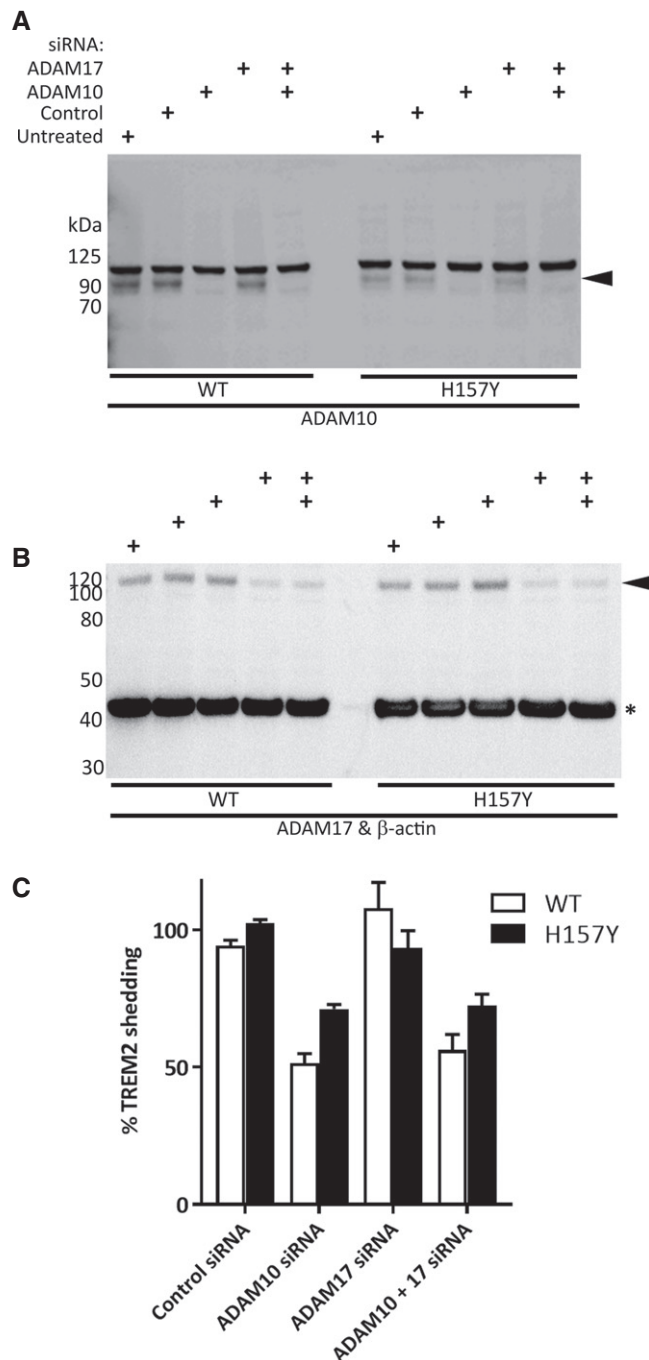 A
siRNA:
ADAM17 + + + +
ADAM10 + + + +
Control + +
Untreated + +
kDa
125
90
70
WT H157Y
ADAM10
+ + + +
+ + + +
+ +
B + +
120
100
80
50
40 *
30
WT H157Y
ADAM17 & β-actin
C
WT
H157Y
% TREM2 shedding
100
50
0
Control siRNA
ADAM10 siRNA
ADAM17 siRNA
ADAM10 + 17 siRNA